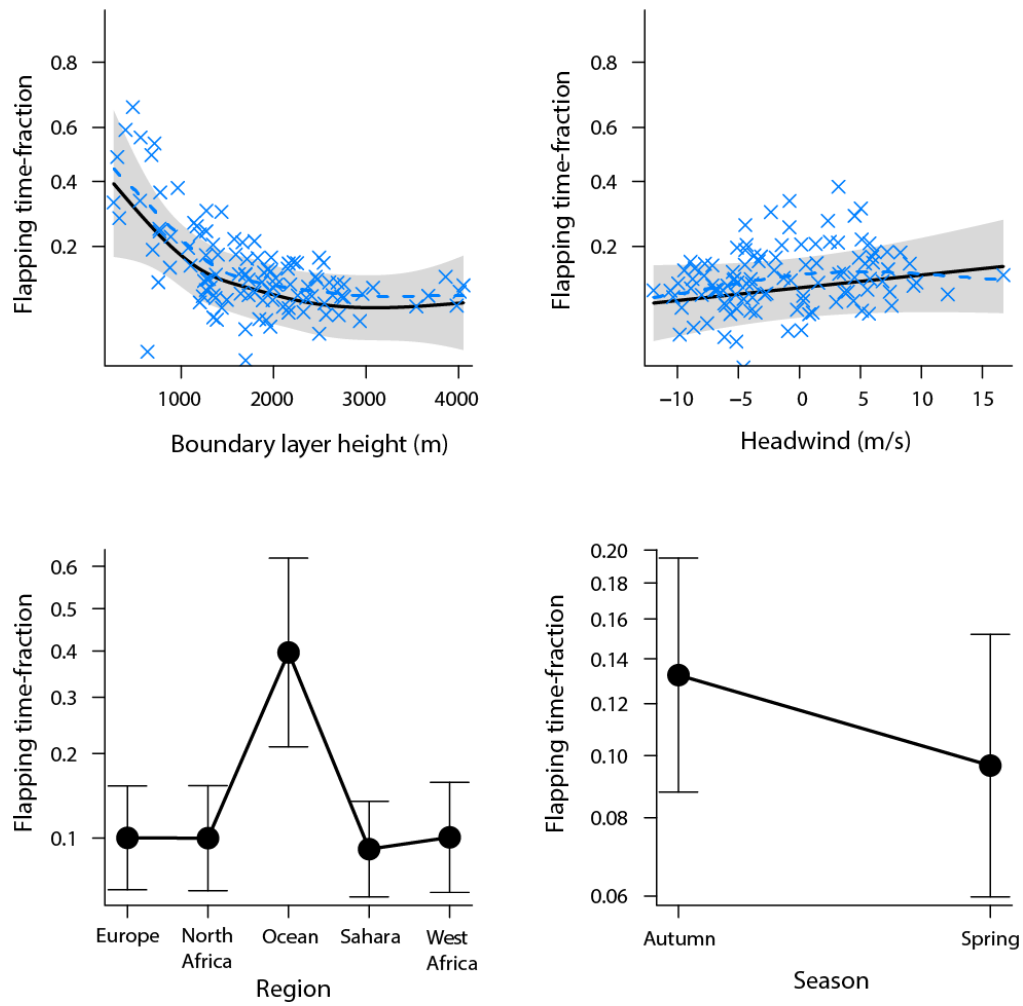 Flapping time-fraction
0.8
0.6
0.4
0.2
1000 2000 3000 4000
Boundary layer height (m)
Flapping time-fraction
0.8
0.6
0.4
0.2
−10 −5 0 5 10 15
Headwind (m/s)
Flapping time-fraction
0.6
0.5
0.4
0.3
0.2
0.1
Europe North Ocean Sahara West
Africa Africa
Region
Flapping time-fraction
0.20
0.18
0.16
0.14
0.12
0.10
0.08
0.06
Autumn Spring
Season